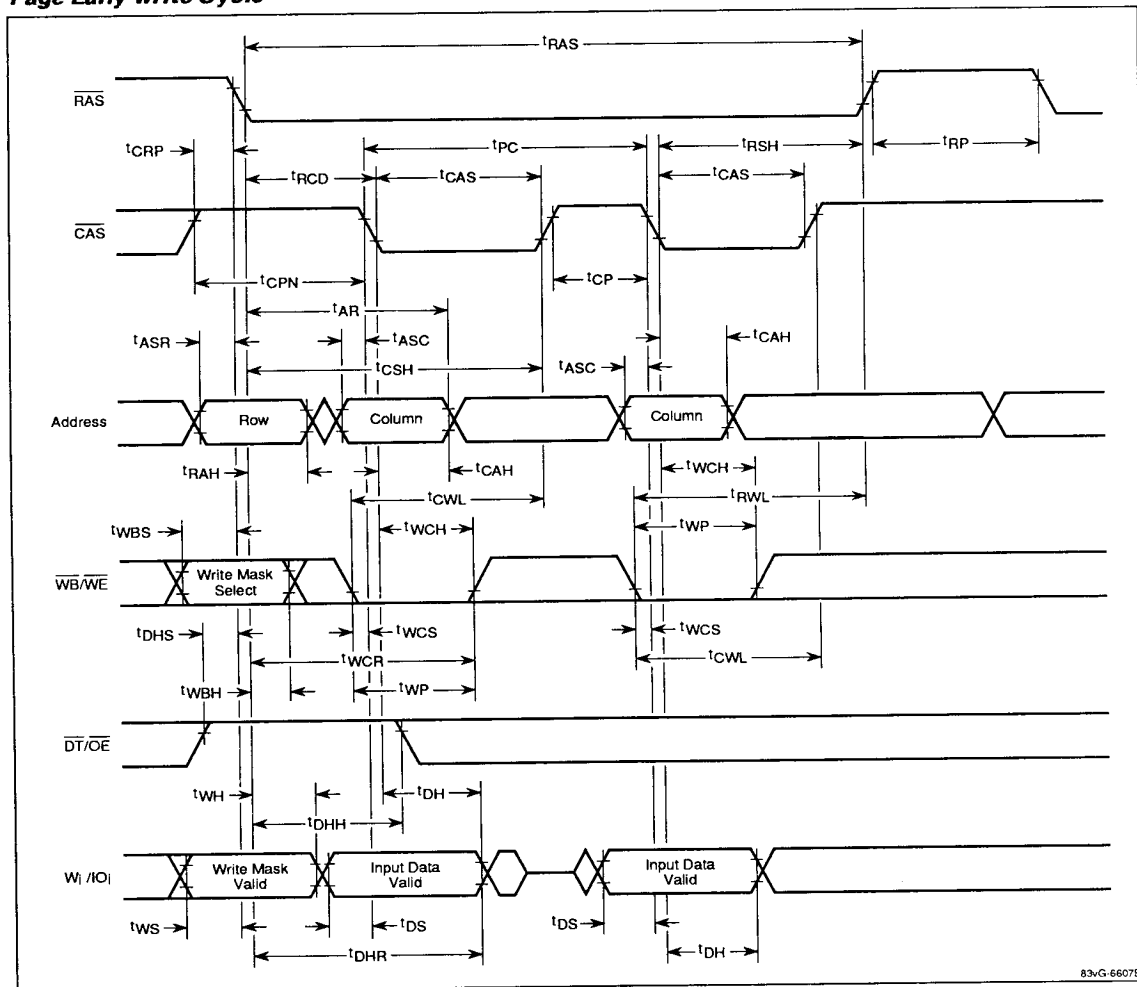 Page Early Write Cycle
tRAS
RAS
tCRP
tPC
tRSH
tRP
tRCD
tCAS
tCAS
CAS
tCPN
tCP
tAR
tASR
tASC
tCAH
tCSH
tASC
Address
Row
Column
Column
tRAH
tCAH
tWCH
tCWL
tRWL
tWBS
tWCH
tWP
WB/WE
Write Mask
Select
tDHS
tWCS
tWCS
tWCR
tCWL
tWBH
tWP
DT/OE
tWH
tDH
tDHH
Wi /IOi
Write Mask
Valid
Input Data
Valid
Input Data
Valid
tWS
tDS
tDS
tDHR
tDH